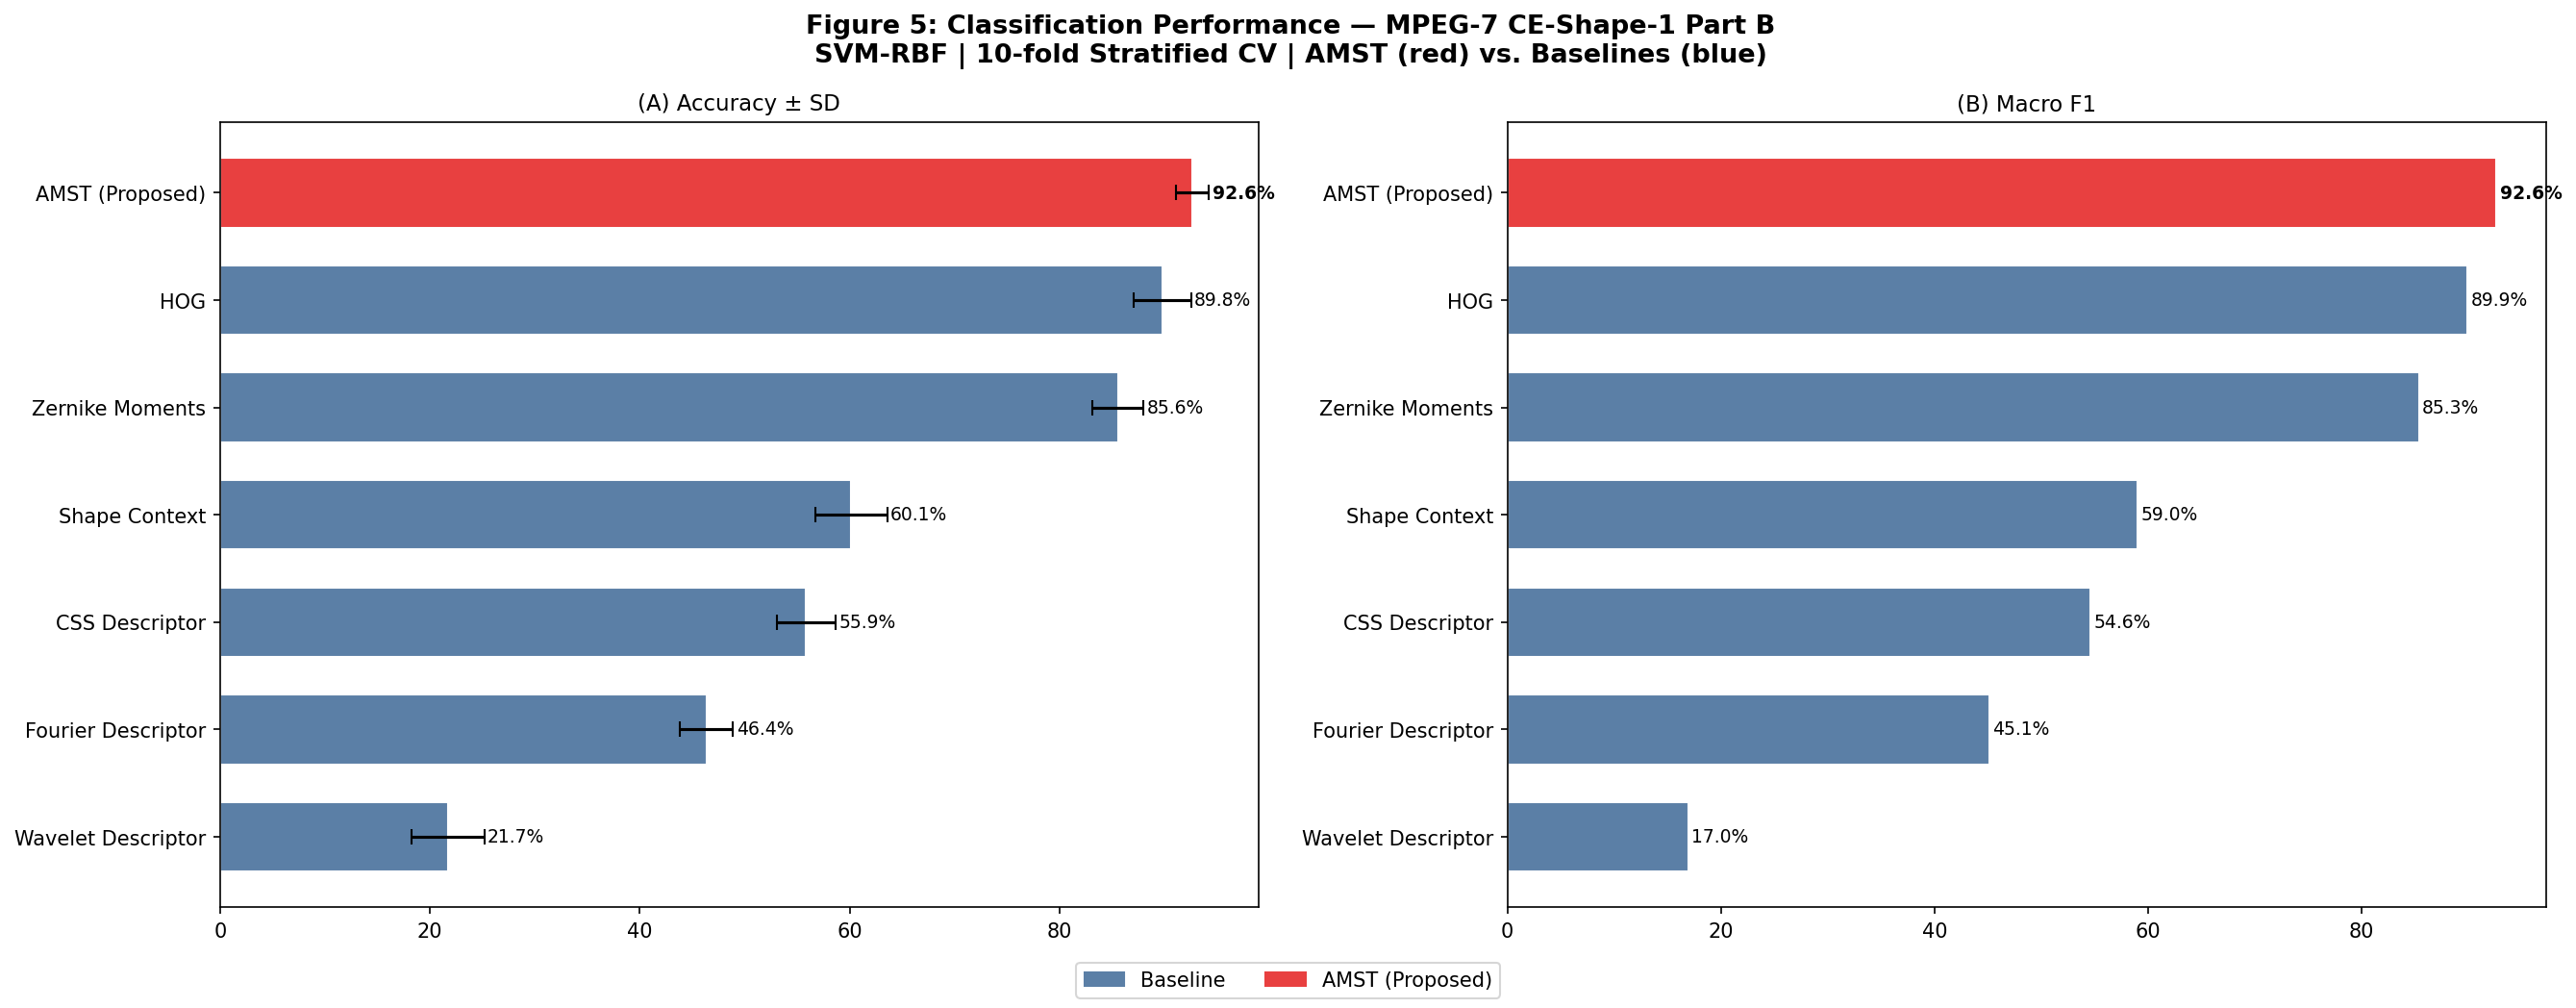 Figure 5: Classification Performance — MPEG-7 CE-Shape-1 Part B
SVM-RBF | 10-fold Stratified CV | AMST (red) vs. Baselines (blue)
(A) Accuracy ± SD
AMST (Proposed)
92.6%
HOG
89.8%
Zernike Moments
85.6%
Shape Context
60.1%
CSS Descriptor
55.9%
Fourier Descriptor
46.4%
Wavelet Descriptor
21.7%
0 20 40 60 80
(B) Macro F1
AMST (Proposed)
92.6%
HOG
89.9%
Zernike Moments
85.3%
Shape Context
59.0%
CSS Descriptor
54.6%
Fourier Descriptor
45.1%
Wavelet Descriptor
17.0%
0 20 40 60 80
Baseline
AMST (Proposed)